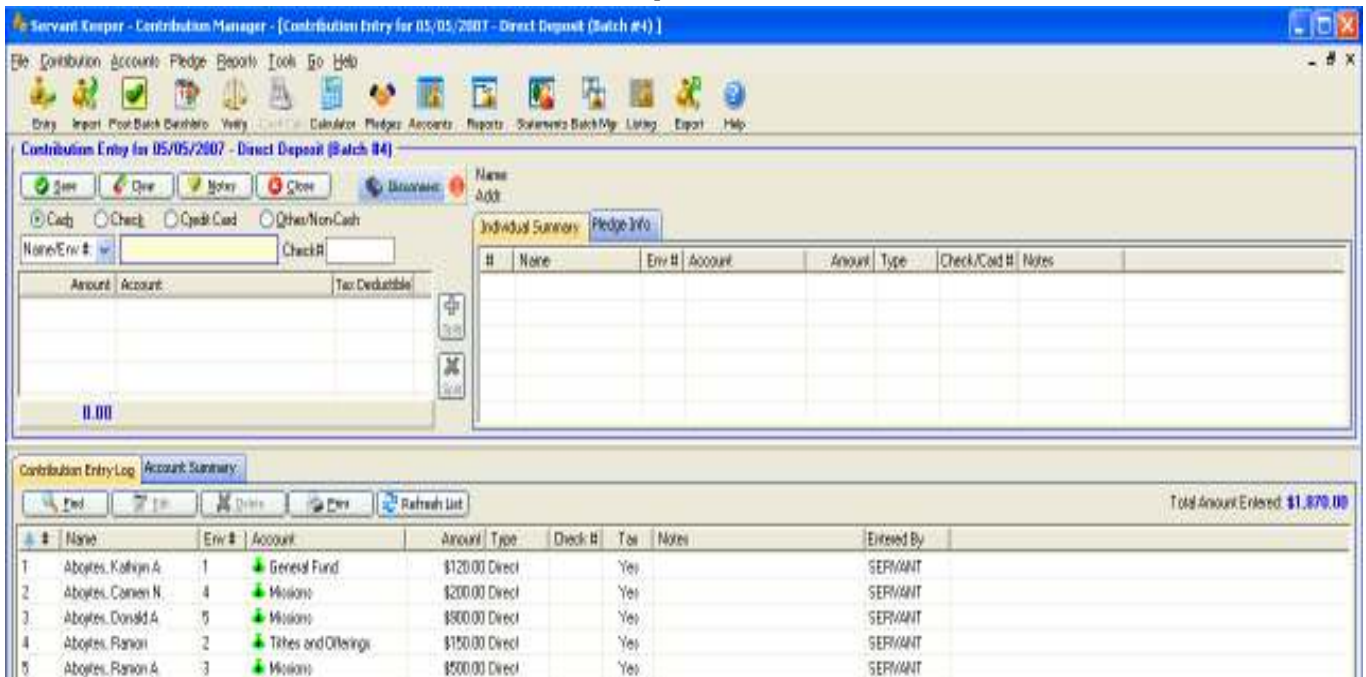 Servant Keeper - Contribution Manager - [Contribution Entry for 05/05/2007 - Direct Deposit (Batch #4) ]
File Contribution Accounts Pledge Reports Tools Go Help
Entry Import Post Batch Batch Info Verify Calculator Pledges Accounts Reports Statements Batch Mgr Listing Export Help
Contribution Entry for 05/05/2007 - Direct Deposit (Batch #4)
Save Clear Notes Close Disconnect
Name
Addr
Cash Check Credit Card Other/Non-Cash
Individual Summary Pledge Info
Name/Env # Check#
# Name Env # Account Amount Type Check/Card # Notes
Amount Account Tax Deductible
Split
Split
0.00
Contribution Entry Log Account Summary
Find Edit Delete Print Refresh List
Total Amount Entered: $1,870.00
# Name Env # Account Amount Type Check # Tax Notes Entered By
1 Aboytes, Kathryn A 1 General Fund $120.00 Direct Yes SERVANT
2 Aboytes, Carmen N. 4 Missions $200.00 Direct Yes SERVANT
3 Aboytes, Donald A 5 Missions $900.00 Direct Yes SERVANT
4 Aboytes, Ramon 2 Tithes and Offerings $150.00 Direct Yes SERVANT
5 Aboytes, Ramon A. 3 Missions $500.00 Direct Yes SERVANT